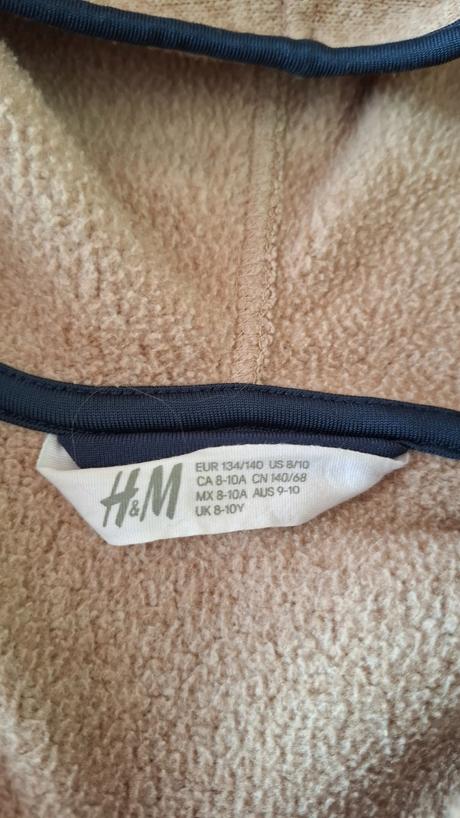 H&M
EUR 134/140 US 8/10
CA 8-10A CN 140/68
MX 8-10A AUS 9-10
UK 8-10Y